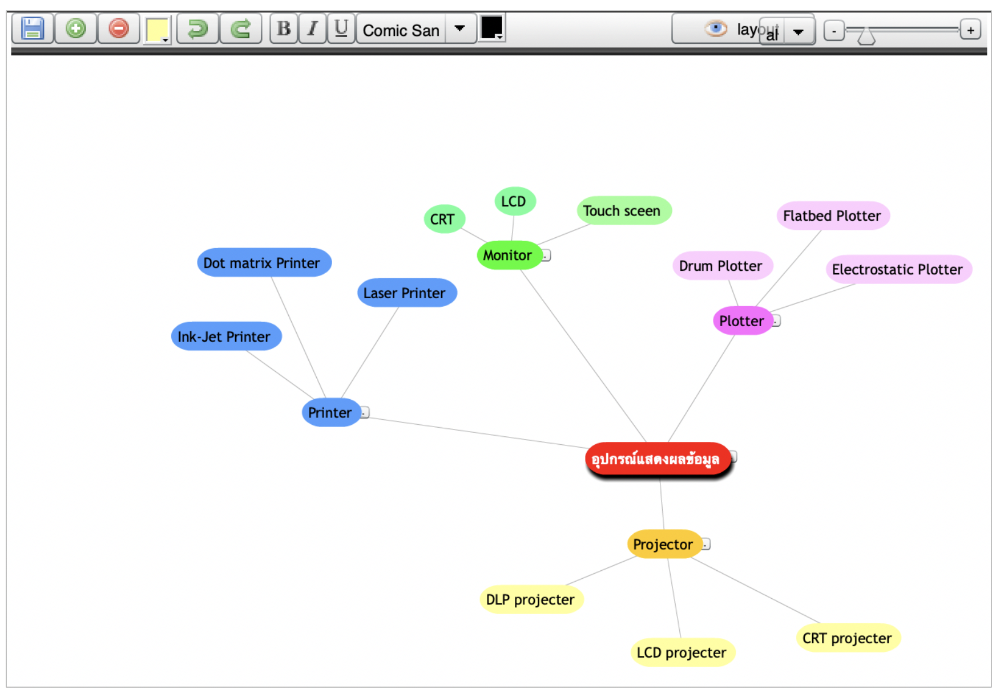 B I U Comic San layout al - +
LCD
Touch sceen
CRT
Flatbed Plotter
Monitor
Dot matrix Printer
Drum Plotter
Electrostatic Plotter
Laser Printer
Plotter
Ink-Jet Printer
Printer
อุปกรณ์แสดงผลข้อมูล
Projector
DLP projecter
CRT projecter
LCD projecter